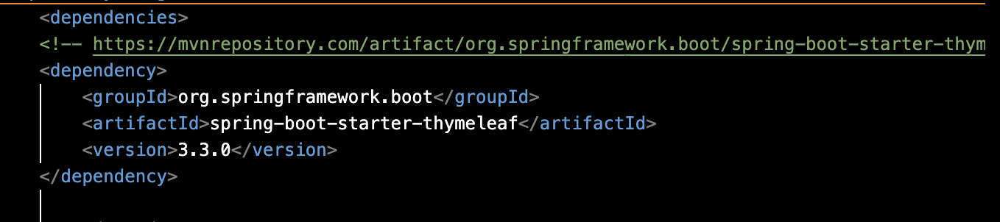 <dependencies>
<!-- https://mvnrepository.com/artifact/org.springframework.boot/spring-boot-starter-thym
<dependency>
<groupId>org.springframework.boot</groupId>
<artifactId>spring-boot-starter-thymeleaf</artifactId>
<version>3.3.0</version>
</dependency>